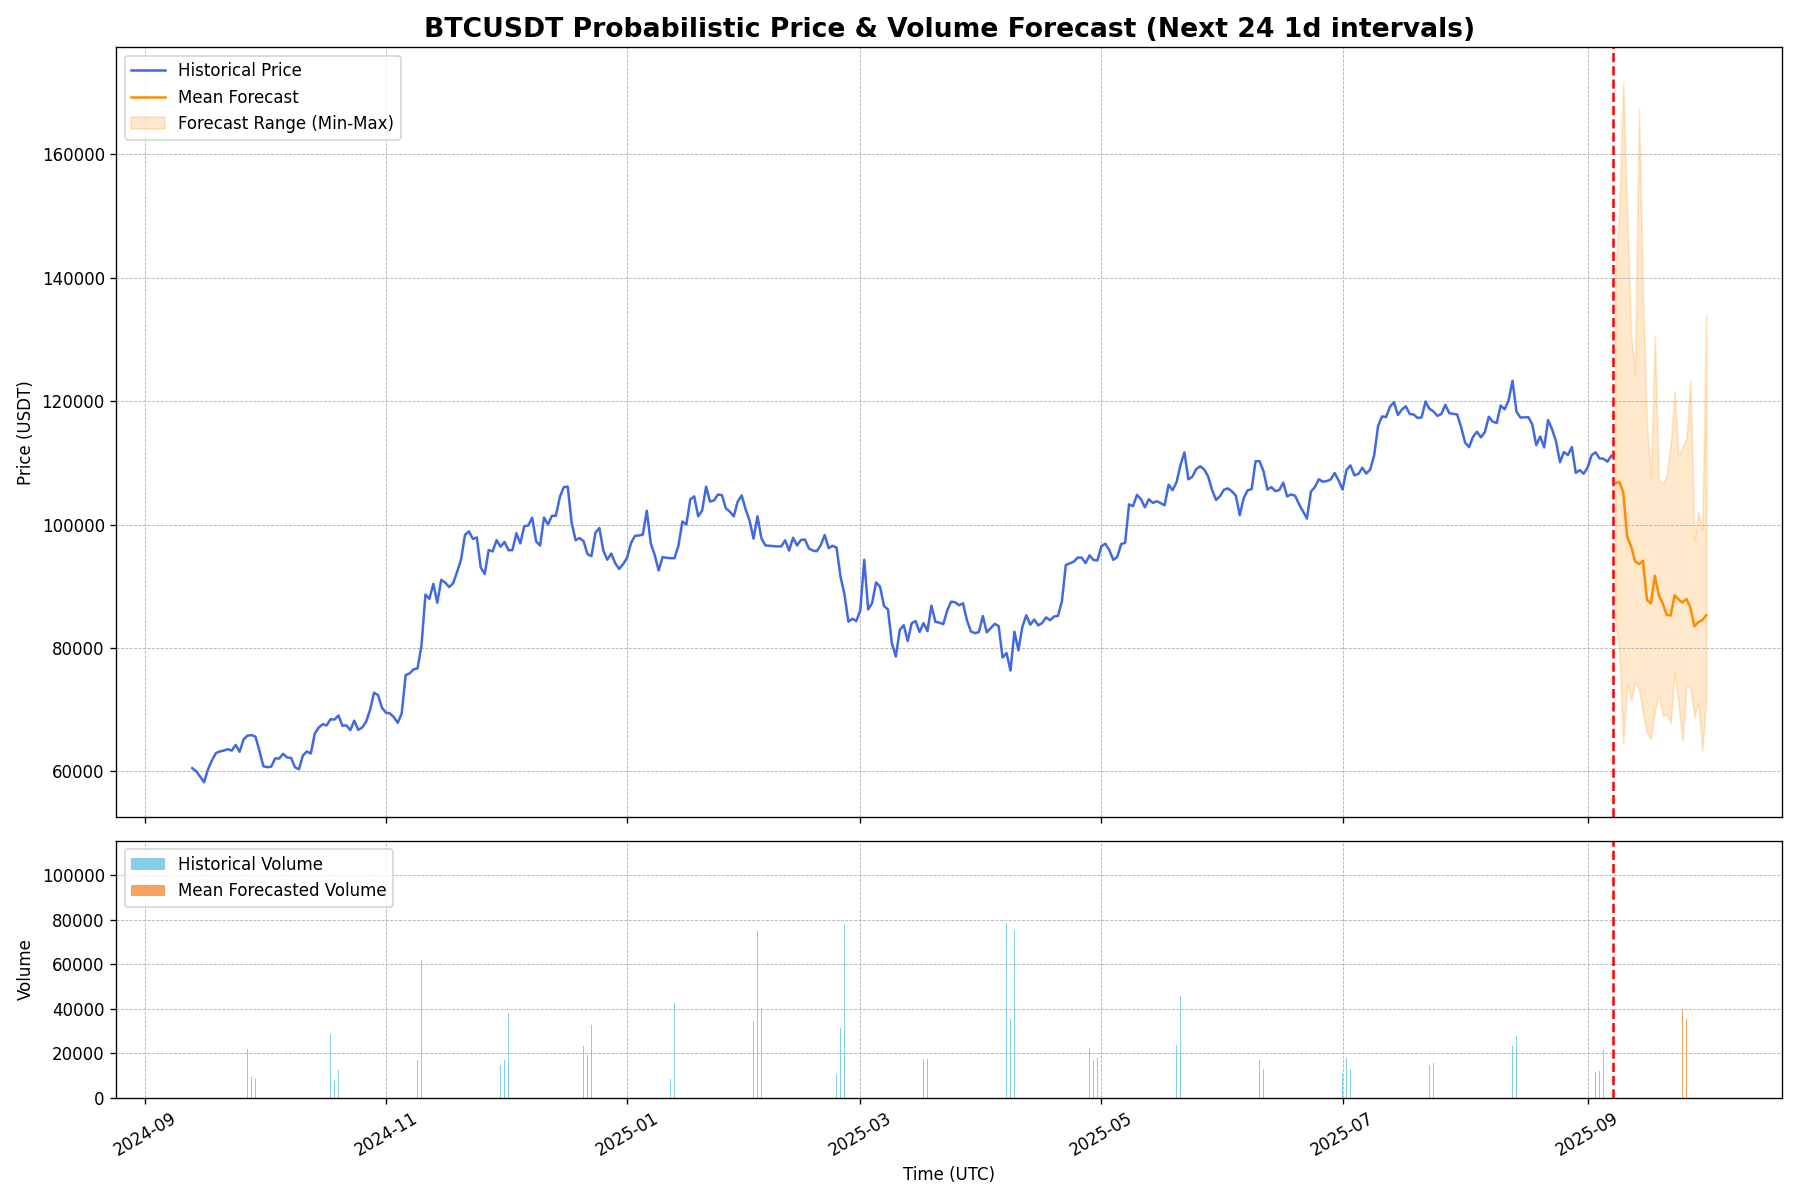 BTCUSDT Probabilistic Price & Volume Forecast (Next 24 1d intervals)
Historical Price
Mean Forecast
Forecast Range (Min-Max)
160000
140000
120000
100000
80000
60000
Price (USDT)
Historical Volume
Mean Forecasted Volume
100000
80000
60000
40000
20000
0
Volume
2024-09
2024-11
2025-01
2025-03
2025-05
2025-07
2025-09
Time (UTC)